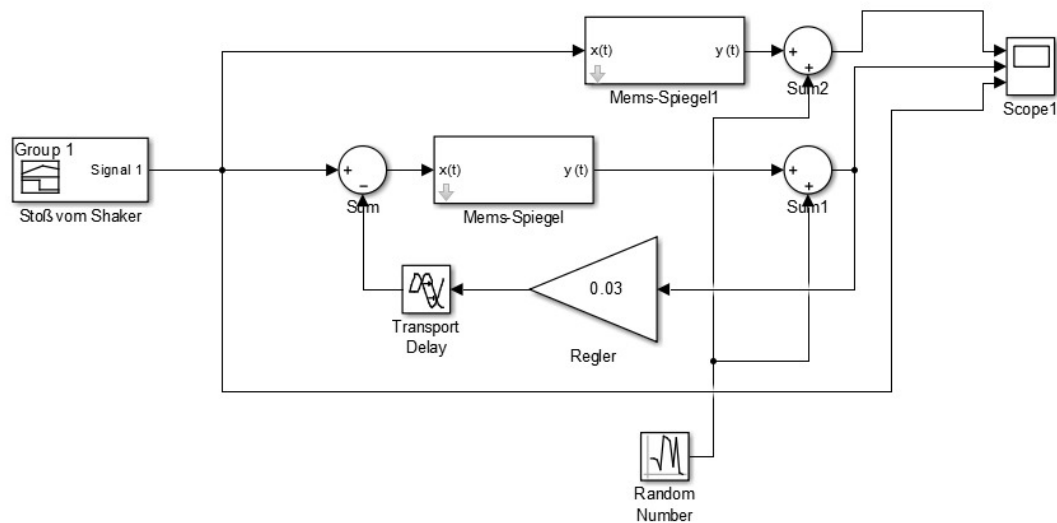 x(t)
y (t)
+
+
Mems-Spiegel1
Sum2
Scope1
Group 1
Signal 1
Stoß vom Shaker
+
−
Sum
x(t)
y (t)
Mems-Spiegel
+
+
Sum1
Transport
Delay
0.03
Regler
Random
Number